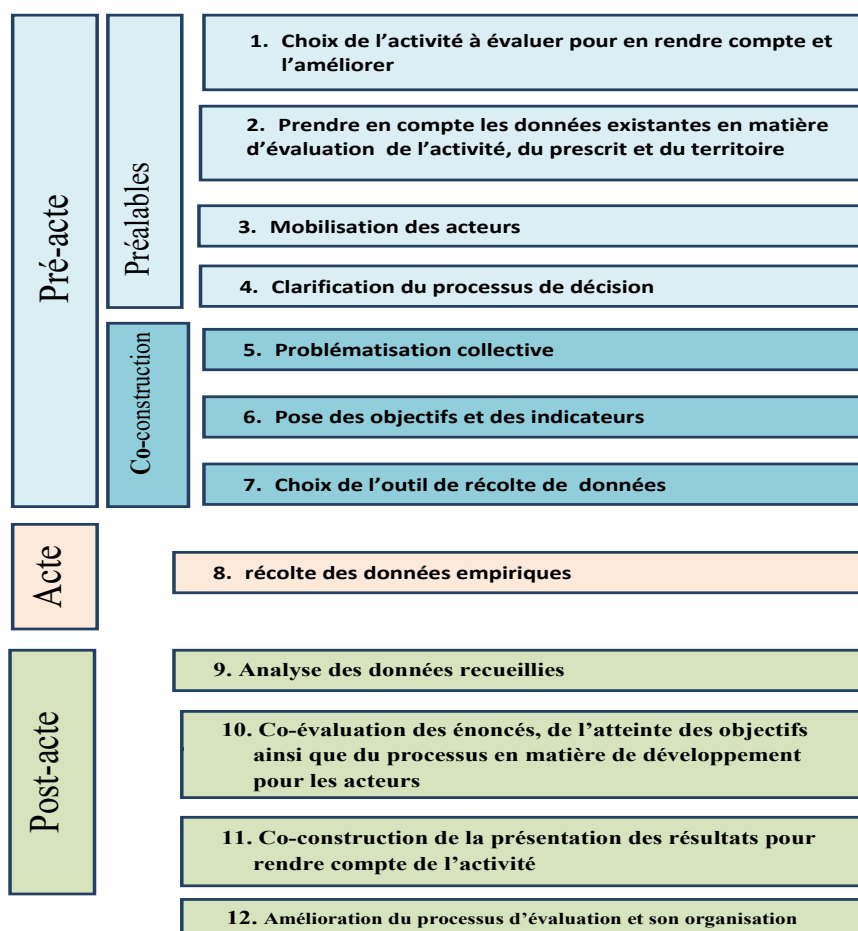 Pré-acte
Préalables
1. Choix de l’activité à évaluer pour en rendre compte et
l’améliorer
2. Prendre en compte les données existantes en matière
d’évaluation de l’activité, du prescrit et du territoire
3. Mobilisation des acteurs
4. Clarification du processus de décision
Co-construction
5. Problématisation collective
6. Pose des objectifs et des indicateurs
7. Choix de l’outil de récolte de données
Acte
8. récolte des données empiriques
Post-acte
9. Analyse des données recueillies
10. Co-évaluation des énoncés, de l’atteinte des objectifs
ainsi que du processus en matière de développement
pour les acteurs
11. Co-construction de la présentation des résultats pour
rendre compte de l’activité
12. Amélioration du processus d’évaluation et son organisation